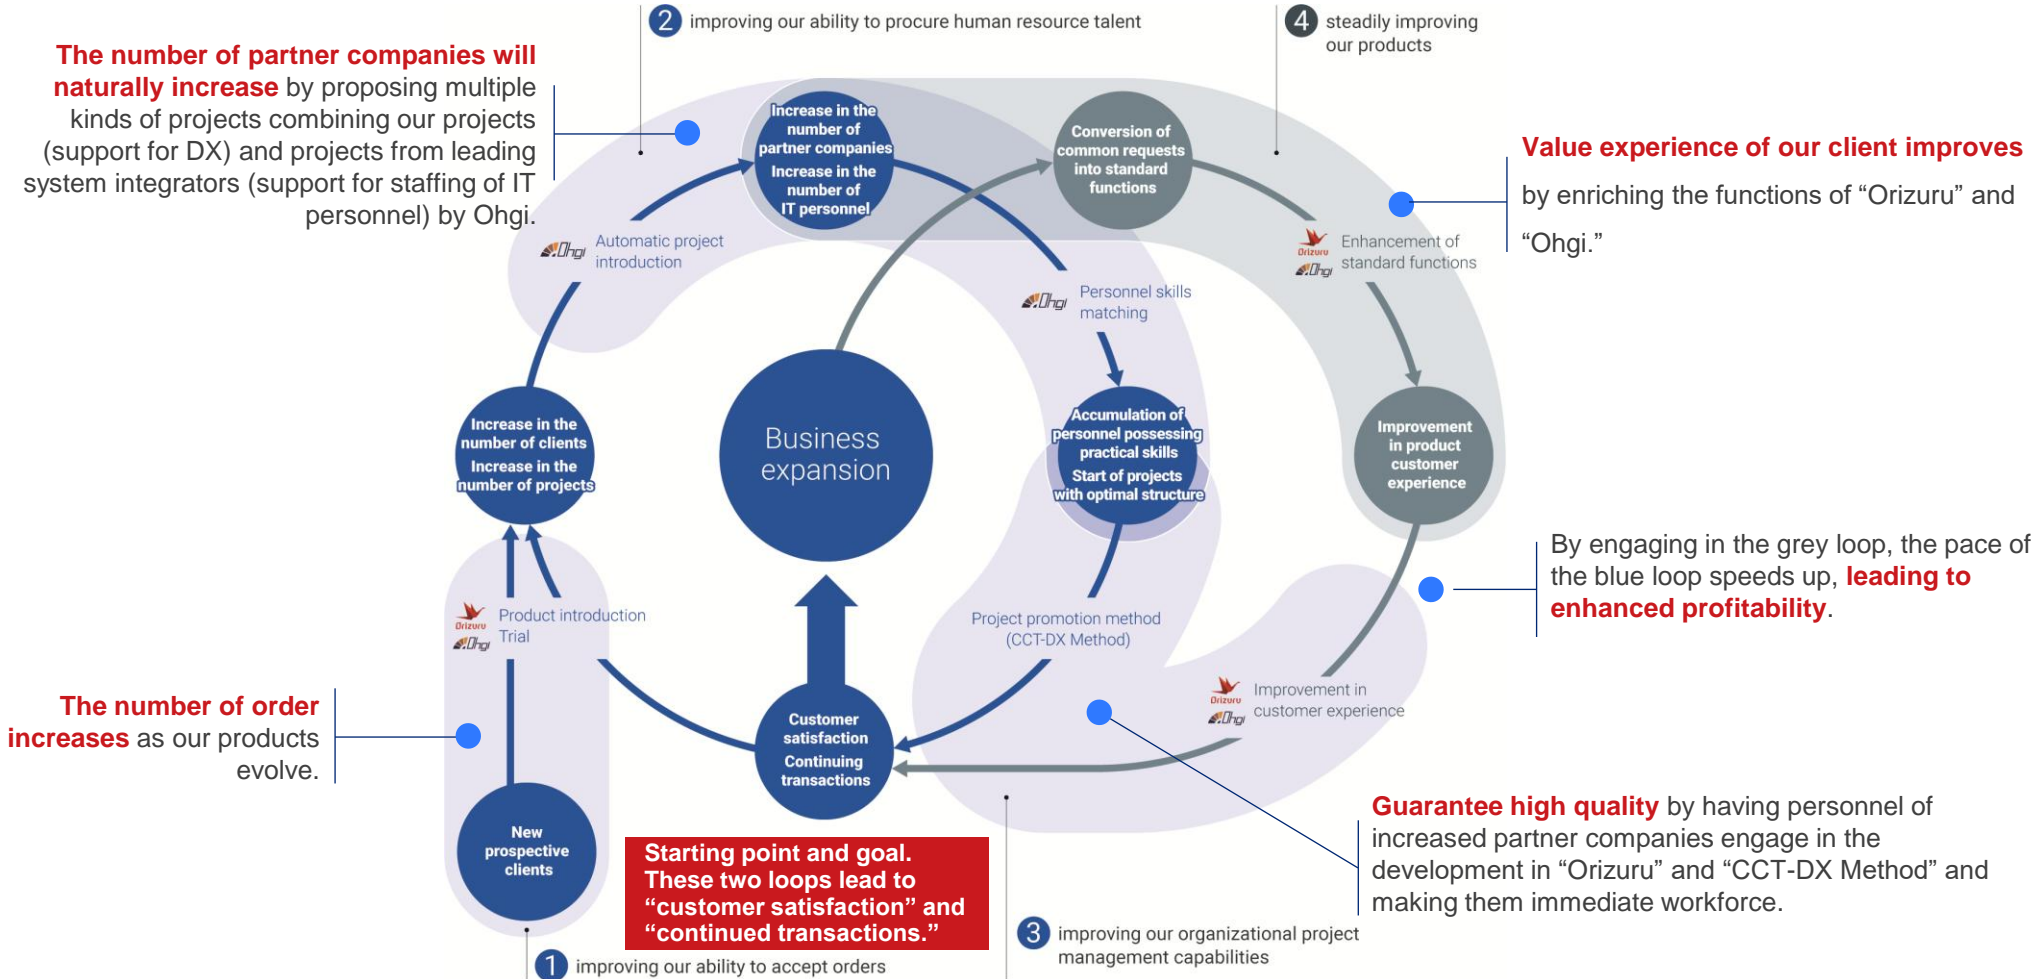 2 improving our ability to procure human resource talent
4 steadily improving
our products
The number of partner companies will
naturally increase by proposing multiple
kinds of projects combining our projects
(support for DX) and projects from leading
system integrators (support for staffing of IT
personnel) by Ohgi.
Increase in the
number of
partner companies
Increase in the
number of
IT personnel
Conversion of
common requests
into standard
functions
Value experience of our client improves
by enriching the functions of “Orizuru” and
“Ohgi.”
Ohgi
Automatic project
introduction
Orizuru
Ohgi
Enhancement of
standard functions
Ohgi
Personnel skills
matching
Increase in the
number of clients
Increase in the
number of projects
Business
expansion
Accumulation of
personnel possessing
practical skills
Start of projects
with optimal structure
Improvement
in product
customer
experience
By engaging in the grey loop, the pace of
the blue loop speeds up, leading to
enhanced profitability.
Orizuru
Ohgi
Product introduction
Trial
Project promotion method
(CCT-DX Method)
Orizuru
Ohgi
Improvement in
customer experience
The number of order
increases as our products
evolve.
Customer
satisfaction
Continuing
transactions
New
prospective
clients
Starting point and goal.
These two loops lead to
“customer satisfaction” and
“continued transactions.”
Guarantee high quality by having personnel of
increased partner companies engage in the
development in “Orizuru” and “CCT-DX Method” and
making them immediate workforce.
3 improving our organizational project
management capabilities
1 improving our ability to accept orders